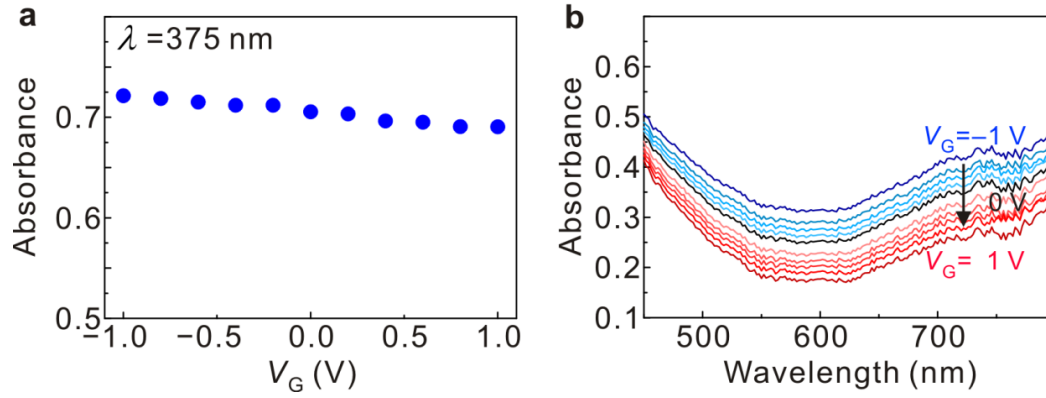 a
λ =375 nm
Absorbance
0.7
0.6
0.5
−1.0 −0.5 0.0 0.5 1.0
V_G (V)
b
Absorbance
0.6
0.5
0.4
0.3
0.2
0.1
V_G=−1 V
0 V
V_G= 1 V
500 600 700
Wavelength (nm)